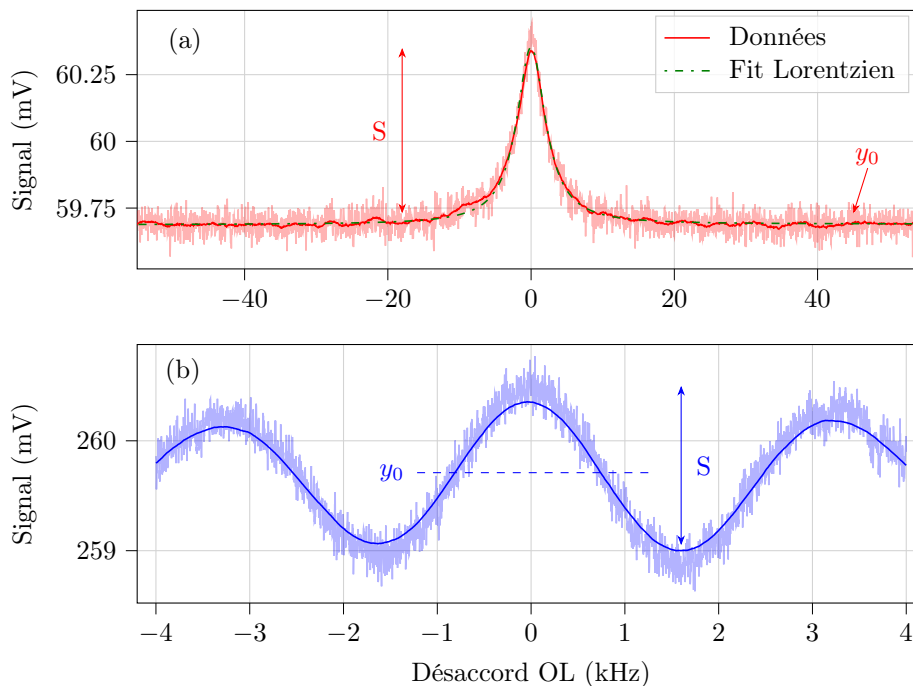 (a)
Données
Fit Lorentzien
60.25
60
59.75
Signal (mV)
S
y₀
−40
−20
0
20
40
(b)
260
259
Signal (mV)
y₀
S
−4
−3
−2
−1
0
1
2
3
4
Désaccord OL (kHz)